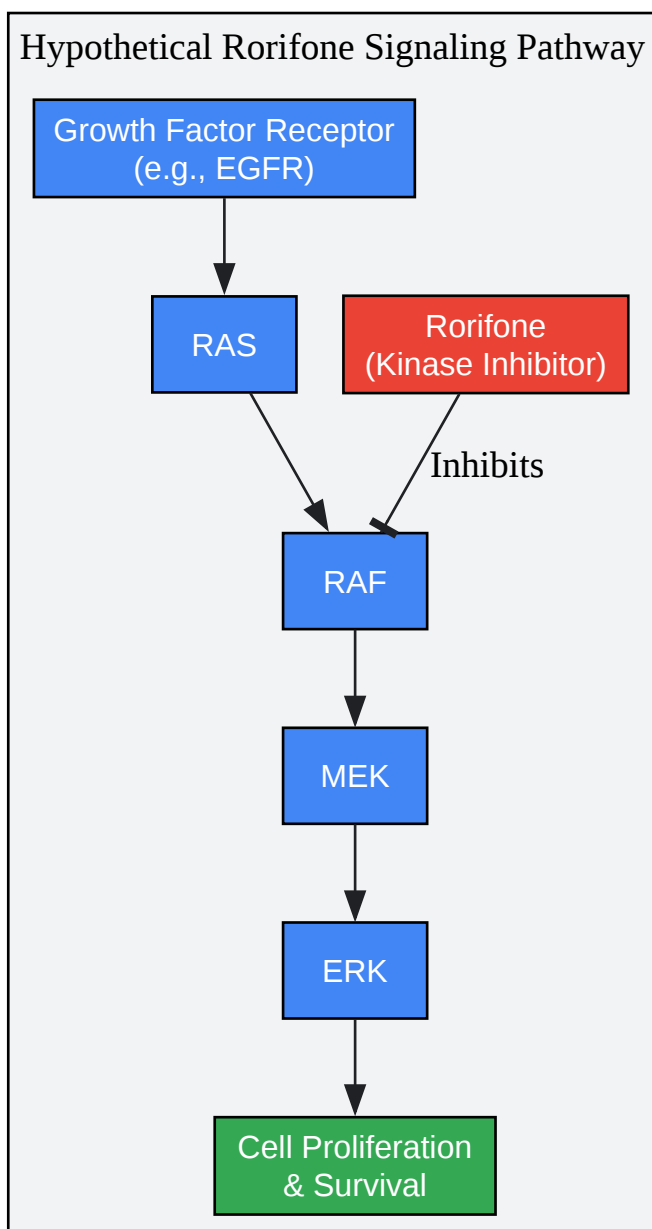 Hypothetical Rorifone Signaling Pathway
Growth Factor Receptor
(e.g., EGFR)
RAS
Rorifone
(Kinase Inhibitor)
Inhibits
RAF
MEK
ERK
Cell Proliferation
& Survival